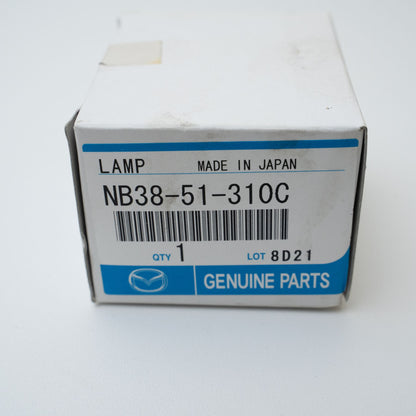 LAMP MADE IN JAPAN
NB38-51-310C
QTY 1 LOT 8D21
GENUINE PARTS